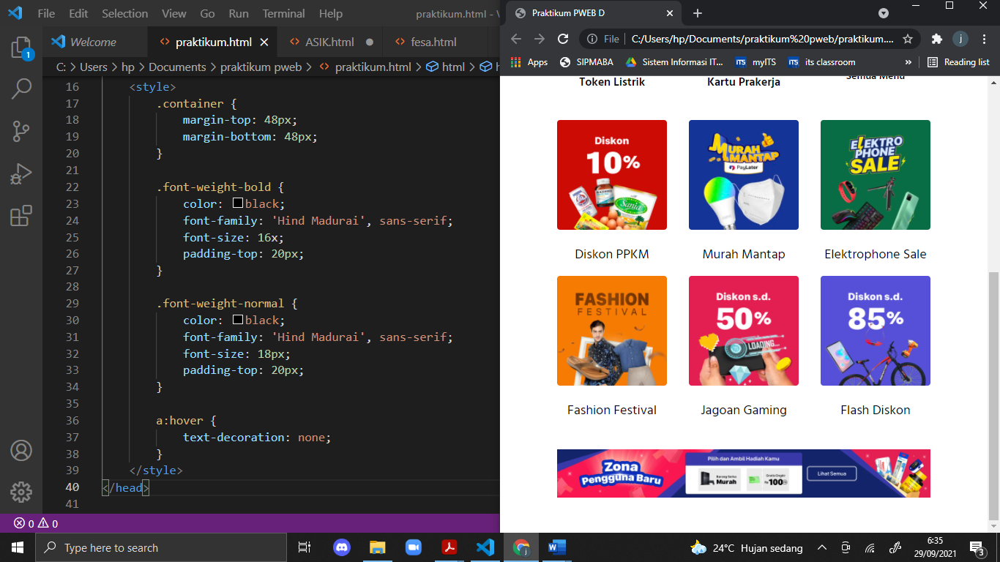 File Edit Selection View Go Run Terminal Help praktikum.html - V
Welcome praktikum.html ASIK.html fesa.html
C: > Users > hp > Documents > praktikum pweb > praktikum.html > html > h
16 <style>
17 .container {
18 margin-top: 48px;
19 margin-bottom: 48px;
20 }
21
22 .font-weight-bold {
23 color: black;
24 font-family: 'Hind Madurai', sans-serif;
25 font-size: 16x;
26 padding-top: 20px;
27 }
28
29 .font-weight-normal {
30 color: black;
31 font-family: 'Hind Madurai', sans-serif;
32 font-size: 18px;
33 padding-top: 20px;
34 }
35
36 a:hover {
37 text-decoration: none;
38 }
39 </style>
40 </head>
41
1
0 0
Praktikum PWEB D
File C:/Users/hp/Documents/praktikum%20pweb/praktikum....
j
Apps SIPMABA Sistem Informasi IT... ITS myITS ITS its classroom » Reading list
Token Listrik Kartu Prakerja Semua Menu
Diskon
10%
Sania
MURAH
MANTAP
PayLater
ELEKTRO
PHONE
SALE
Diskon PPKM Murah Mantap Elektrophone Sale
FASHION
FESTIVAL
Diskon s.d.
50%
LOADING...
Diskon s.d.
85%
Fashion Festival Jagoan Gaming Flash Diskon
Zona
Pengguna Baru
Pilih dan Ambil Hadiah Kamu
Barang Serba
Murah
Gratis Ongkir
Rp 100
Lihat Semua
Type here to search
24°C Hujan sedang
6:35
29/09/2021
3